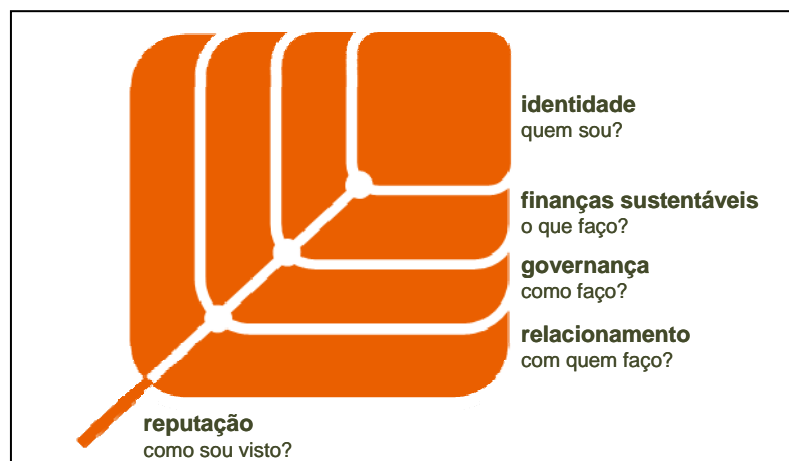 identidade
quem sou?
finanças sustentáveis
o que faço?
governança
como faço?
relacionamento
com quem faço?
reputação
como sou visto?